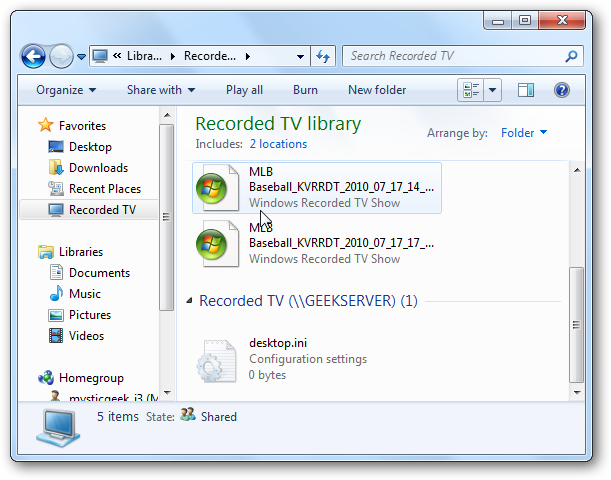 Libra... Recorde...
Search Recorded TV
Organize Share with Play all Burn New folder
Favorites
Desktop
Downloads
Recent Places
Recorded TV
Libraries
Documents
Music
Pictures
Videos
Homegroup
mysticgeek_i3 (M
Recorded TV library
Includes: 2 locations
Arrange by: Folder
MLB
Baseball_KVRRDT_2010_07_17_14_...
Windows Recorded TV Show
MLB
Baseball_KVRRDT_2010_07_17_17_...
Windows Recorded TV Show
Recorded TV (\\GEEKSERVER) (1)
desktop.ini
Configuration settings
0 bytes
5 items State: Shared